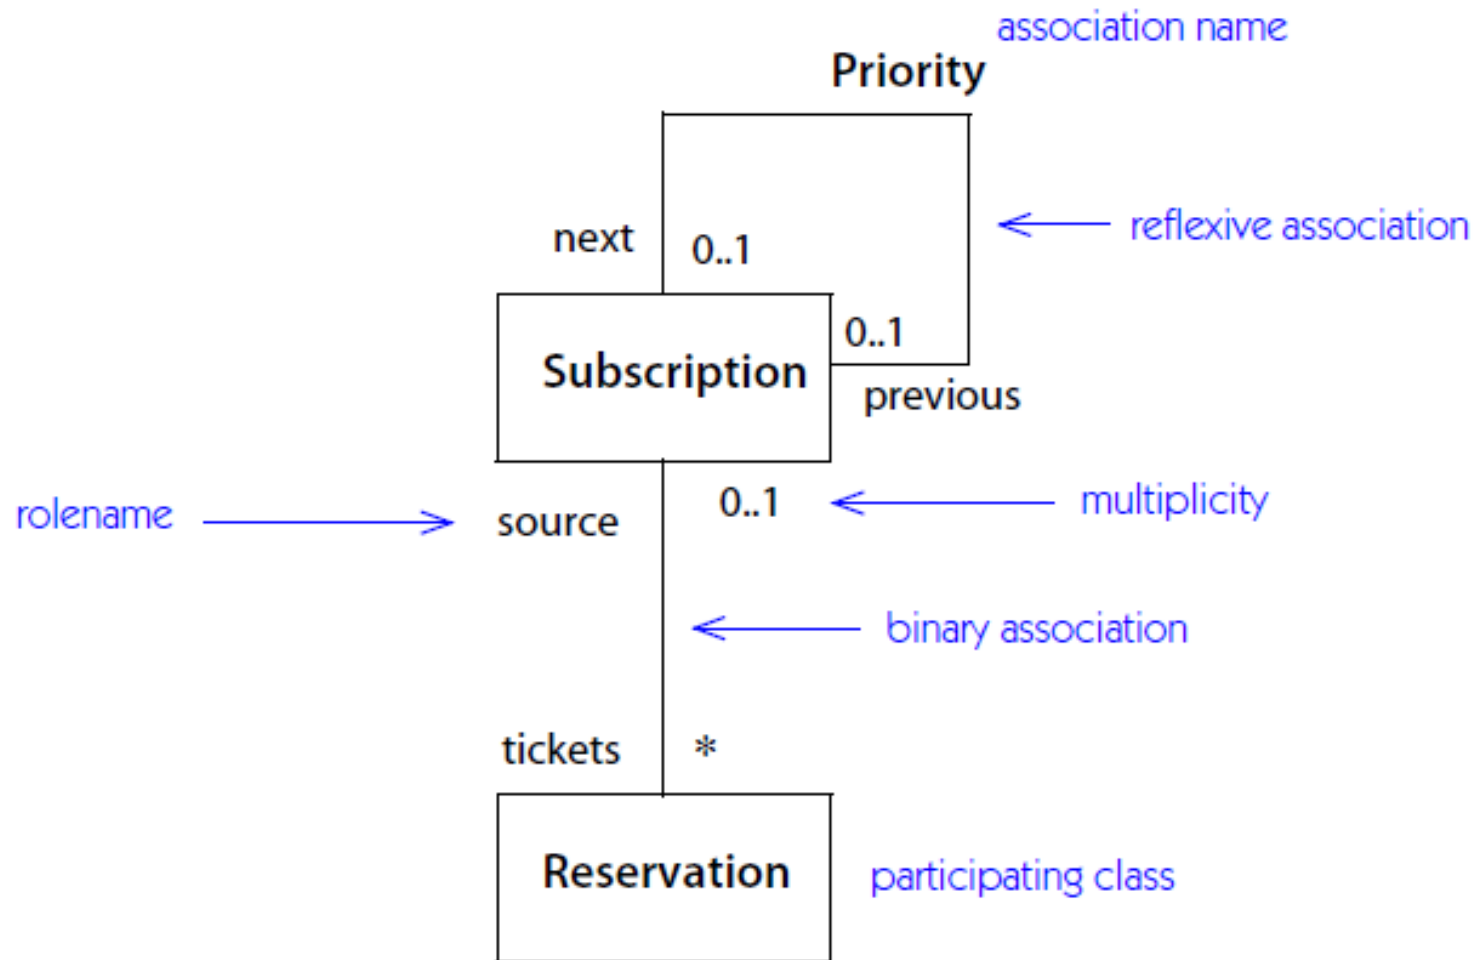 association name
Priority
reflexive association
next
0..1
0..1
Subscription
previous
0..1
multiplicity
rolename
source
binary association
tickets
*
Reservation
participating class